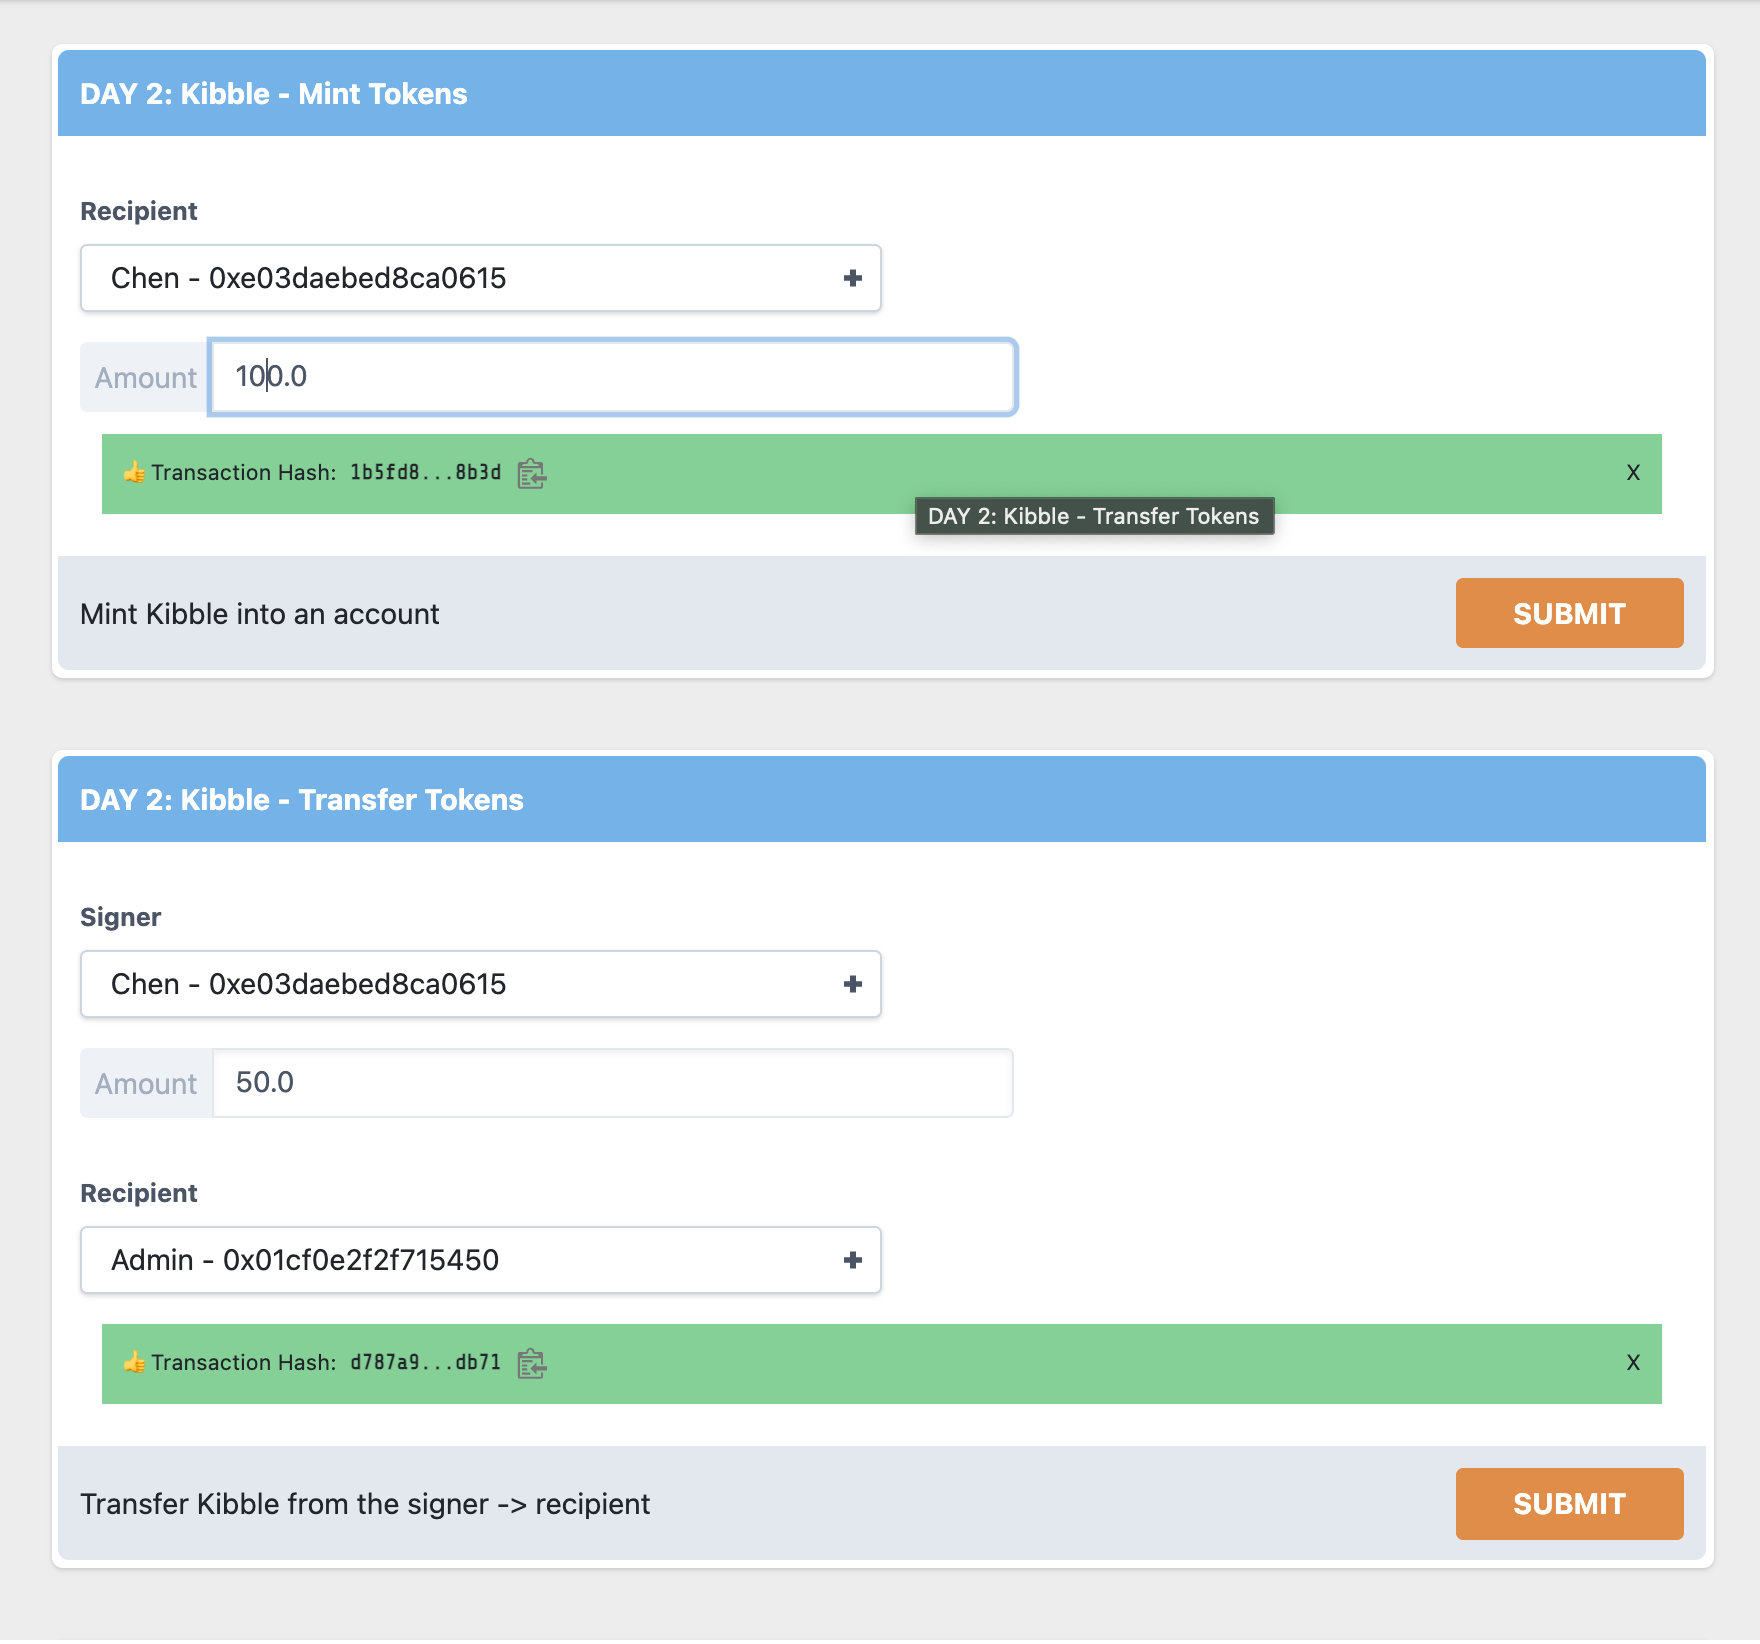 DAY 2: Kibble - Mint Tokens
Recipient
Chen - 0xe03daebed8ca0615 +
Amount 100.0
👍 Transaction Hash: 1b5fd8...8b3d X
DAY 2: Kibble - Transfer Tokens
Mint Kibble into an account SUBMIT
DAY 2: Kibble - Transfer Tokens
Signer
Chen - 0xe03daebed8ca0615 +
Amount 50.0
Recipient
Admin - 0x01cf0e2f2f715450 +
👍 Transaction Hash: d787a9...db71 X
Transfer Kibble from the signer -> recipient SUBMIT